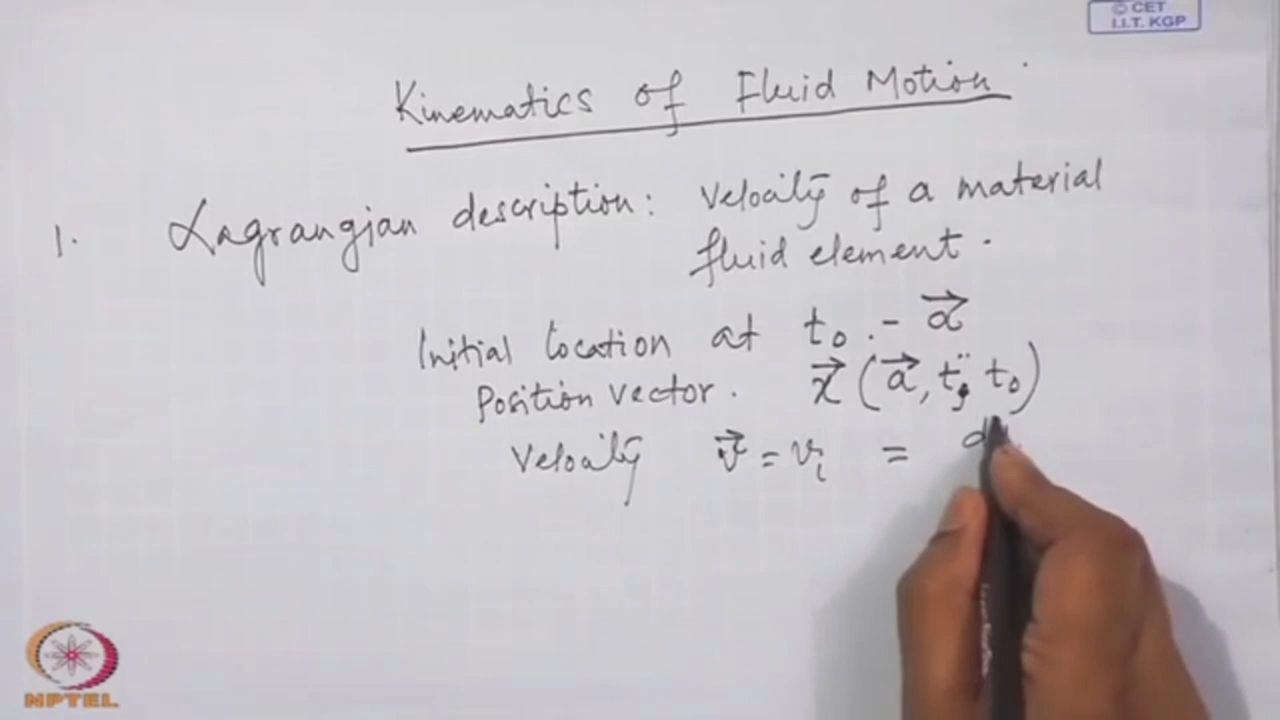 © CET
I.I.T. KGP
Kinematics of Fluid Motion
1. Lagrangian description: Velocity of a material
fluid element.
Initial location at t₀. - a⃗
Position vector. x⃗ (a⃗, t; t₀)
Velocity v⃗ = vᵢ = d
NPTEL